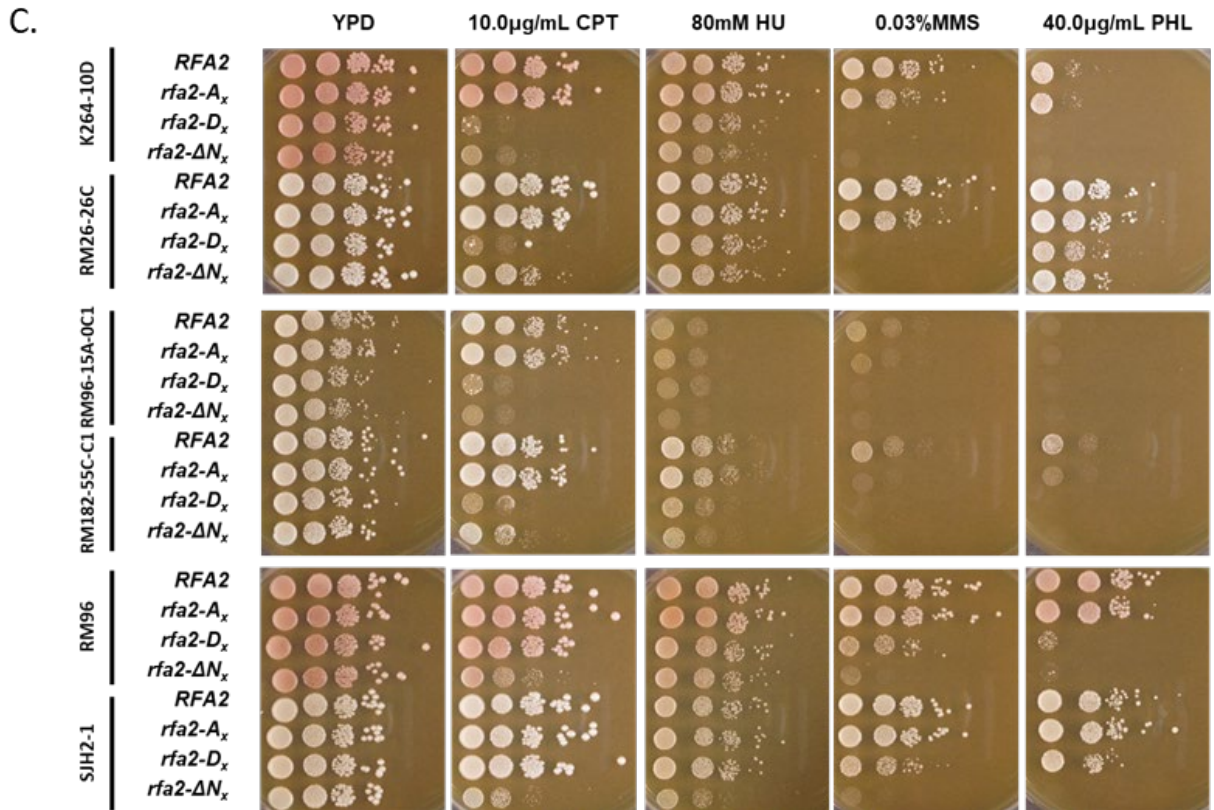 C.
YPD 10.0µg/mL CPT 80mM HU 0.03%MMS 40.0µg/mL PHL
K264-10D
RFA2
rfa2-Ax
rfa2-Dx
rfa2-ΔNx
RM26-26C
RFA2
rfa2-Ax
rfa2-Dx
rfa2-ΔNx
RM96-15A-0C1
RFA2
rfa2-Ax
rfa2-Dx
rfa2-ΔNx
RM182-55C-C1
RFA2
rfa2-Ax
rfa2-Dx
rfa2-ΔNx
RM96
RFA2
rfa2-Ax
rfa2-Dx
rfa2-ΔNx
SJH2-1
RFA2
rfa2-Ax
rfa2-Dx
rfa2-ΔNx